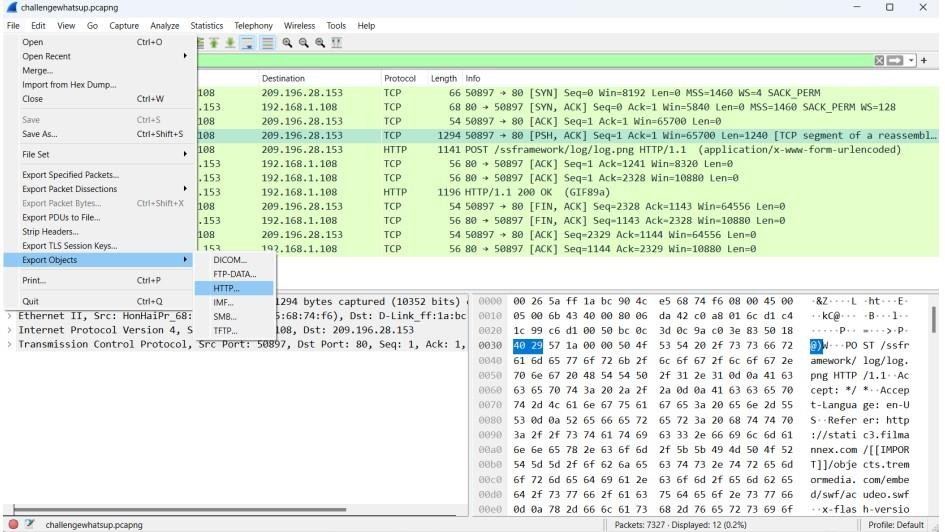 challengewhatsup.pcapng
File Edit View Go Capture Analyze Statistics Telephony Wireless Tools Help
Open Ctrl+O
Open Recent
Merge...
Import from Hex Dump...
Close Ctrl+W
Save Ctrl+S
Save As... Ctrl+Shift+S
File Set
Export Specified Packets...
Export Packet Dissections
Export Packet Bytes... Ctrl+Shift+X
Export PDUs to File...
Strip Headers...
Export TLS Session Keys...
Export Objects
Print... Ctrl+P
Quit Ctrl+Q
DICOM...
FTP-DATA...
HTTP...
IMF...
SMB...
TFTP...
Destination Protocol Length Info
108 209.196.28.153 TCP 66 50897 → 80 [SYN] Seq=0 Win=8192 Len=0 MSS=1460 WS=4 SACK_PERM
.153 192.168.1.108 TCP 68 80 → 50897 [SYN, ACK] Seq=0 Ack=1 Win=5840 Len=0 MSS=1460 SACK_PERM WS=128
108 209.196.28.153 TCP 54 50897 → 80 [ACK] Seq=1 Ack=1 Win=65700 Len=0
108 209.196.28.153 TCP 1294 50897 → 80 [PSH, ACK] Seq=1 Ack=1 Win=65700 Len=1240 [TCP segment of a reassembl...
108 209.196.28.153 HTTP 1141 POST /ssframework/log/log.png HTTP/1.1 (application/x-www-form-urlencoded)
.153 192.168.1.108 TCP 56 80 → 50897 [ACK] Seq=1 Ack=1241 Win=8320 Len=0
.153 192.168.1.108 TCP 56 80 → 50897 [ACK] Seq=1 Ack=2328 Win=10880 Len=0
.153 192.168.1.108 HTTP 1196 HTTP/1.1 200 OK (GIF89a)
108 209.196.28.153 TCP 54 50897 → 80 [FIN, ACK] Seq=2328 Ack=1143 Win=64556 Len=0
.153 192.168.1.108 TCP 56 80 → 50897 [FIN, ACK] Seq=1143 Ack=2328 Win=10880 Len=0
108 209.196.28.153 TCP 54 50897 → 80 [ACK] Seq=2329 Ack=1144 Win=64556 Len=0
.153 192.168.1.108 TCP 56 80 → 50897 [ACK] Seq=1144 Ack=2329 Win=10880 Len=0
1294 bytes captured (10352 bits)
Ethernet II, Src: HonHaiPr_68: :68:74:f6), Dst: D-Link_ff:1a:bc
Internet Protocol Version 4, S 108, Dst: 209.196.28.153
Transmission Control Protocol, Src Port: 50897, Dst Port: 80, Seq: 1, Ack: 1,
0000 00 26 5a ff 1a bc 90 4c e5 68 74 f6 08 00 45 00 ·&Z····L ·ht···E·
0010 05 00 6b 43 40 00 80 06 da 42 c0 a8 01 6c d1 c4 ··kC@··· ·B···l··
0020 1c 99 c6 d1 00 50 bc 0c 3d 0c 9a c0 3e 83 50 18 ·····P·· =···>·P·
0030 40 29 57 1a 00 00 50 4f 53 54 20 2f 73 73 66 72 @)W···PO ST /ssfr
0040 61 6d 65 77 6f 72 6b 2f 6c 6f 67 2f 6c 6f 67 2e amework/ log/log.
0050 70 6e 67 20 48 54 54 50 2f 31 2e 31 0d 0a 41 63 png HTTP /1.1··Ac
0060 63 65 70 74 3a 20 2a 2f 2a 0d 0a 41 63 63 65 70 cept: */ *··Accep
0070 74 2d 4c 61 6e 67 75 61 67 65 3a 20 65 6e 2d 55 t-Langua ge: en-U
0080 53 0d 0a 52 65 66 65 72 65 72 3a 20 68 74 74 70 S··Refer er: http
0090 3a 2f 2f 73 74 61 74 69 63 33 2e 66 69 6c 6d 61 ://stati c3.filma
00a0 6e 6e 65 78 2e 63 6f 6d 2f 5b 5b 49 4d 50 4f 52 nnex.com /[[IMPOR
00b0 54 5d 5d 2f 6f 62 6a 65 63 74 73 2e 74 72 65 6d T]]/obje cts.trem
00c0 6f 72 6d 65 64 69 61 2e 63 6f 6d 2f 65 6d 62 65 ormedia. com/embe
00d0 64 2f 73 77 66 2f 61 63 75 64 65 6f 2e 73 77 66 d/swf/ac udeo.swf
00e0 0d 0a 78 2d 66 6c 61 73 68 2d 76 65 72 73 69 6f ··x-flas h-versio
challengewhatsup.pcapng Packets: 7327 · Displayed: 12 (0.2%) Profile: Default